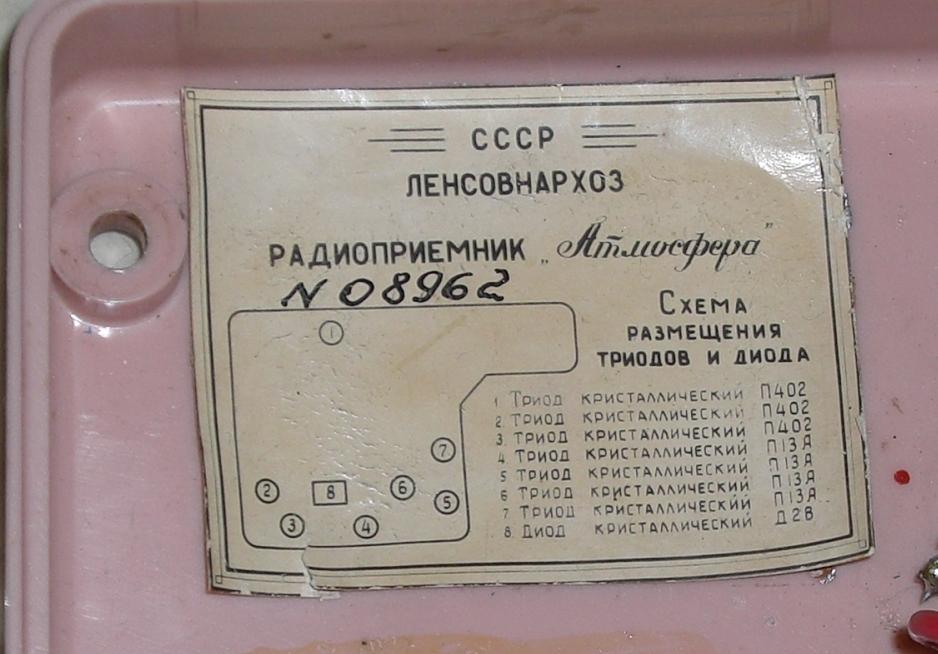 СССР
ЛЕНСОВНАРХОЗ
РАДИОПРИЕМНИК „Атмосфера"
N 08962
СХЕМА
РАЗМЕЩЕНИЯ
ТРИОДОВ И ДИОДА
1 ТРИОД КРИСТАЛЛИЧЕСКИЙ П402
2. ТРИОД КРИСТАЛЛИЧЕСКИЙ П402
3. ТРИОД КРИСТАЛЛИЧЕСКИЙ П402
4 ТРИОД КРИСТАЛЛИЧЕСКИЙ П13А
5 ТРИОД КРИСТАЛЛИЧЕСКИЙ П13А
6 ТРИОД КРИСТАЛЛИЧЕСКИЙ П13А
7 ТРИОД КРИСТАЛЛИЧЕСКИЙ П13А
8. ДИОД КРИСТАЛЛИЧЕСКИЙ Д2В
1
7
2 8 6 5
3 4